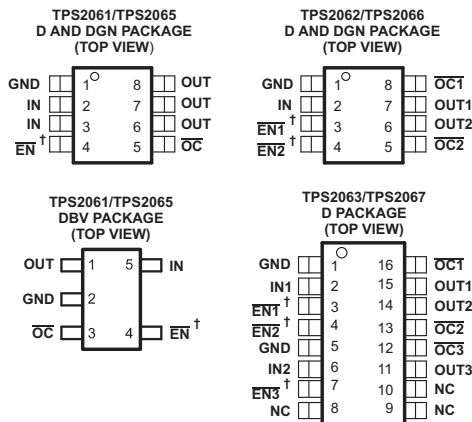 TPS2061/TPS2065
D AND DGN PACKAGE
(TOP VIEW)
GND 1 8 OUT
IN 2 7 OUT
IN 3 6 OUT
EN † 4 5 OC
TPS2062/TPS2066
D AND DGN PACKAGE
(TOP VIEW)
GND 1 8 OC1
IN 2 7 OUT1
EN1 † 3 6 OUT2
EN2 † 4 5 OC2
TPS2061/TPS2065
DBV PACKAGE
(TOP VIEW)
OUT 1 5 IN
GND 2
OC 3 4 EN †
TPS2063/TPS2067
D PACKAGE
(TOP VIEW)
GND 1 16 OC1
IN1 2 15 OUT1
EN1 † 3 14 OUT2
EN2 † 4 13 OC2
GND 5 12 OC3
IN2 6 11 OUT3
EN3 † 7 10 NC
NC 8 9 NC